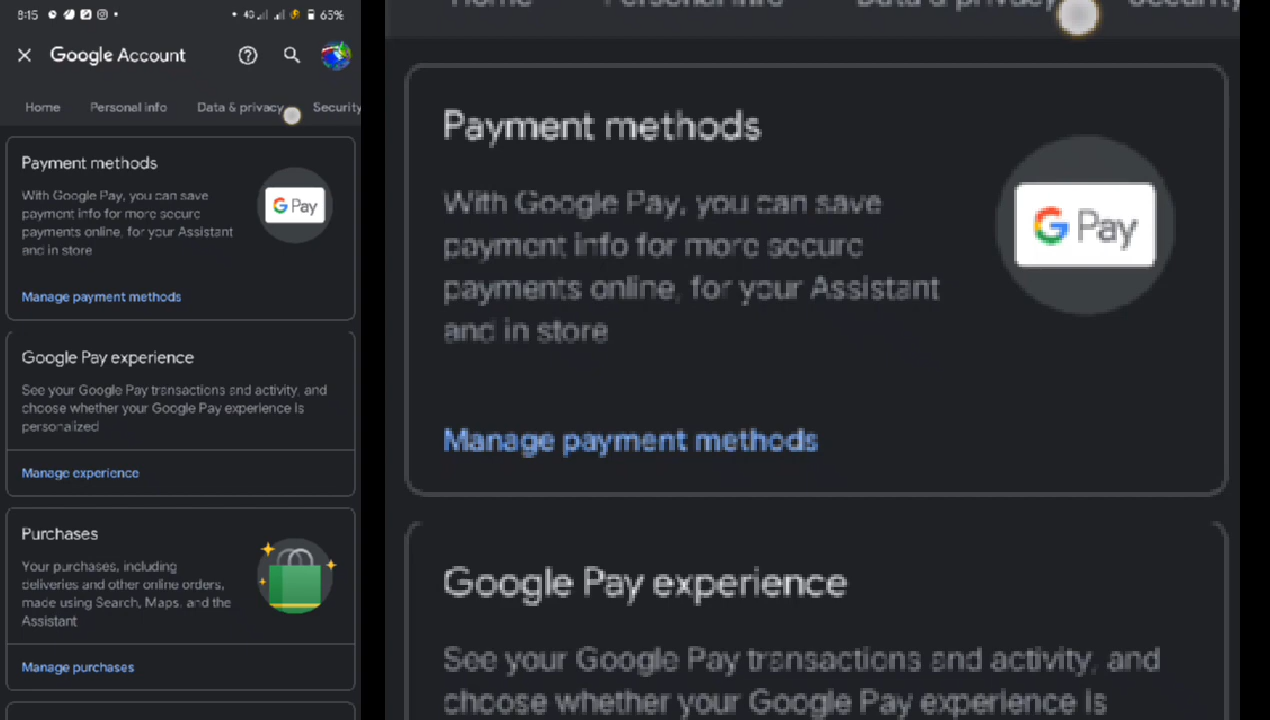 8:15
4G
65%
Google Account
Home Personal info Data & privacy Security
Payment methods
With Google Pay, you can save
payment info for more secure
payments online, for your Assistant
and in store
G Pay
Manage payment methods
Google Pay experience
See your Google Pay transactions and activity, and
choose whether your Google Pay experience is
personalized
Manage experience
Purchases
Your purchases, including
deliveries and other online orders,
made using Search, Maps, and the
Assistant
Manage purchases
Home Personal info Data & privacy Security
Payment methods
With Google Pay, you can save
payment info for more secure
payments online, for your Assistant
and in store
G Pay
Manage payment methods
Google Pay experience
See your Google Pay transactions and activity, and
choose whether your Google Pay experience is